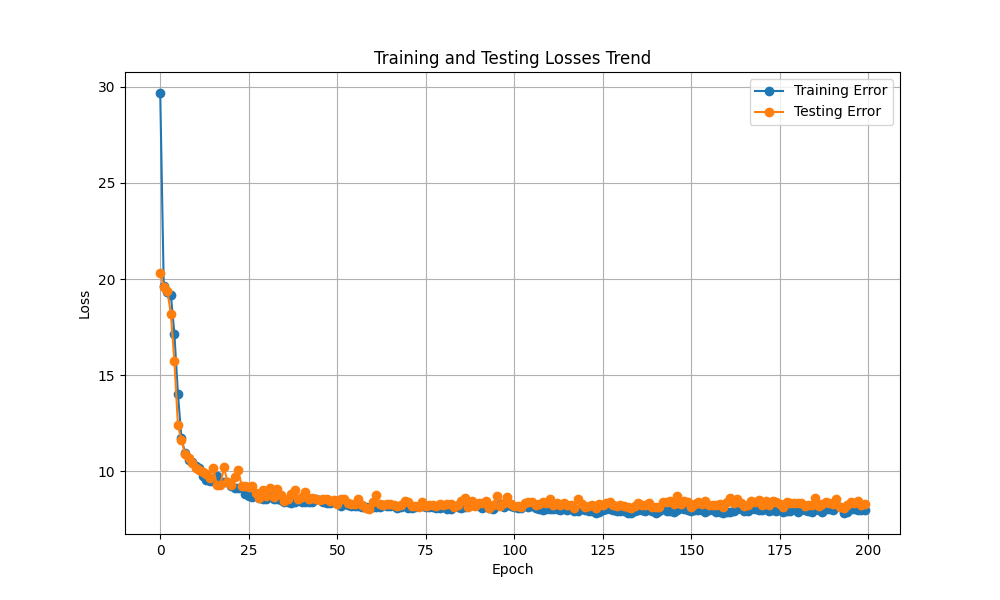 Training and Testing Losses Trend
Training Error
Testing Error
30
25
20
15
10
Loss
0 25 50 75 100 125 150 175 200
Epoch